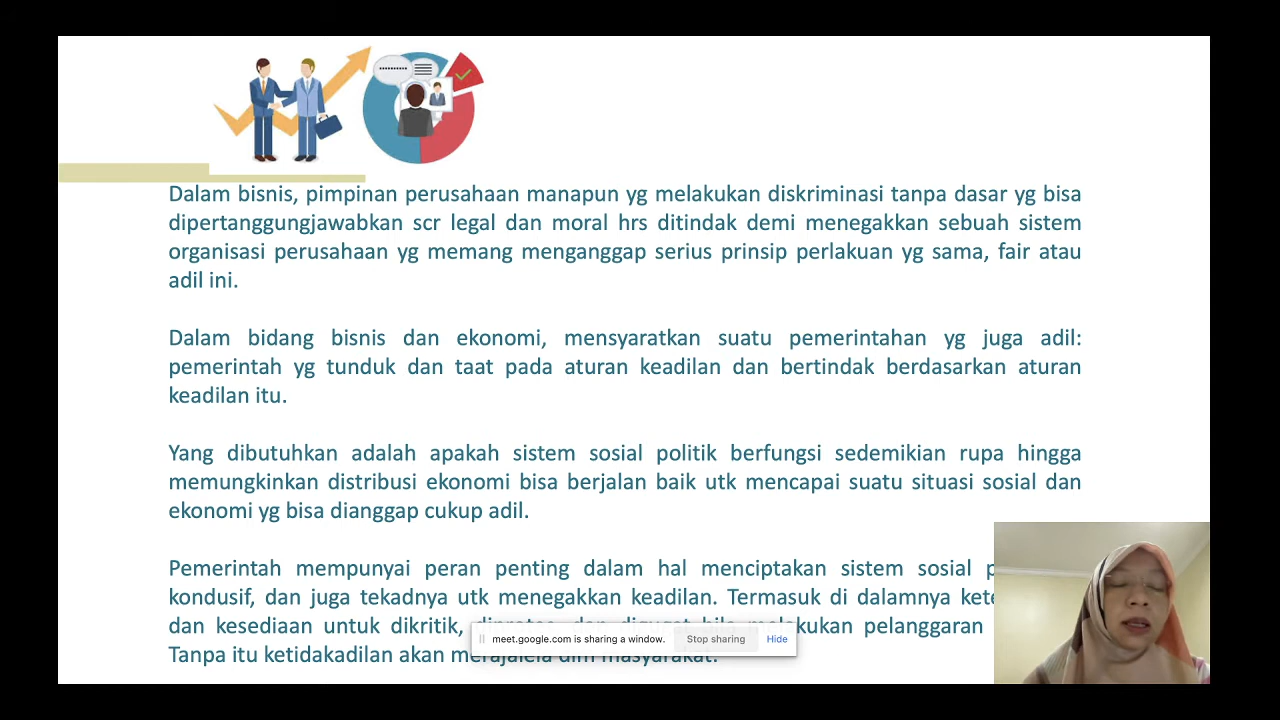 Dalam bisnis, pimpinan perusahaan manapun yg melakukan diskriminasi tanpa dasar yg bisa
dipertanggungjawabkan scr legal dan moral hrs ditindak demi menegakkan sebuah sistem
organisasi perusahaan yg memang menganggap serius prinsip perlakuan yg sama, fair atau
adil ini.
Dalam bidang bisnis dan ekonomi, mensyaratkan suatu pemerintahan yg juga adil:
pemerintah yg tunduk dan taat pada aturan keadilan dan bertindak berdasarkan aturan
keadilan itu.
Yang dibutuhkan adalah apakah sistem sosial politik berfungsi sedemikian rupa hingga
memungkinkan distribusi ekonomi bisa berjalan baik utk mencapai suatu situasi sosial dan
ekonomi yg bisa dianggap cukup adil.
Pemerintah mempunyai peran penting dalam hal menciptakan sistem sosial
kondusif, dan juga tekadnya utk menegakkan keadilan. Termasuk di dalamnya
dan kesediaan untuk dikritik, pelanggaran
Tanpa itu ketidakadilan akan merajalela dlm masyarakat.
meet.google.com is sharing a window. Stop sharing Hide